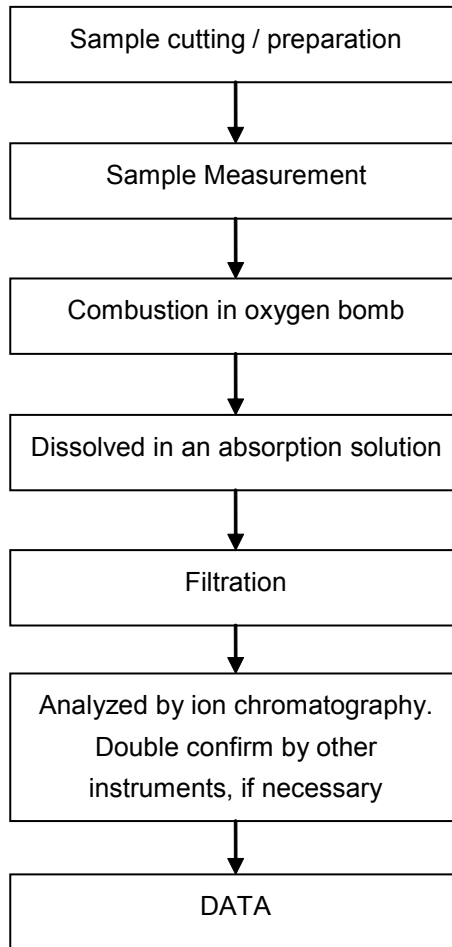 Sample cutting / preparation
Sample Measurement
Combustion in oxygen bomb
Dissolved in an absorption solution
Filtration
Analyzed by ion chromatography.
Double confirm by other
instruments, if necessary
DATA